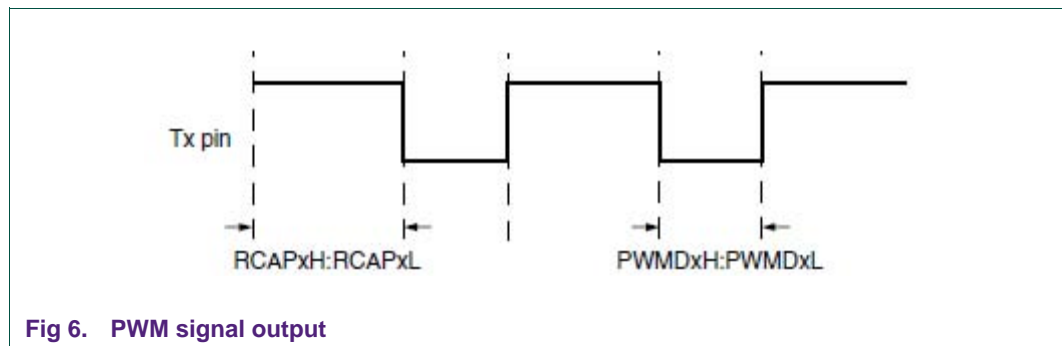 Tx pin
RCAPxH:RCAPxL
PWMDxH:PWMDxL
Fig 6. PWM signal output